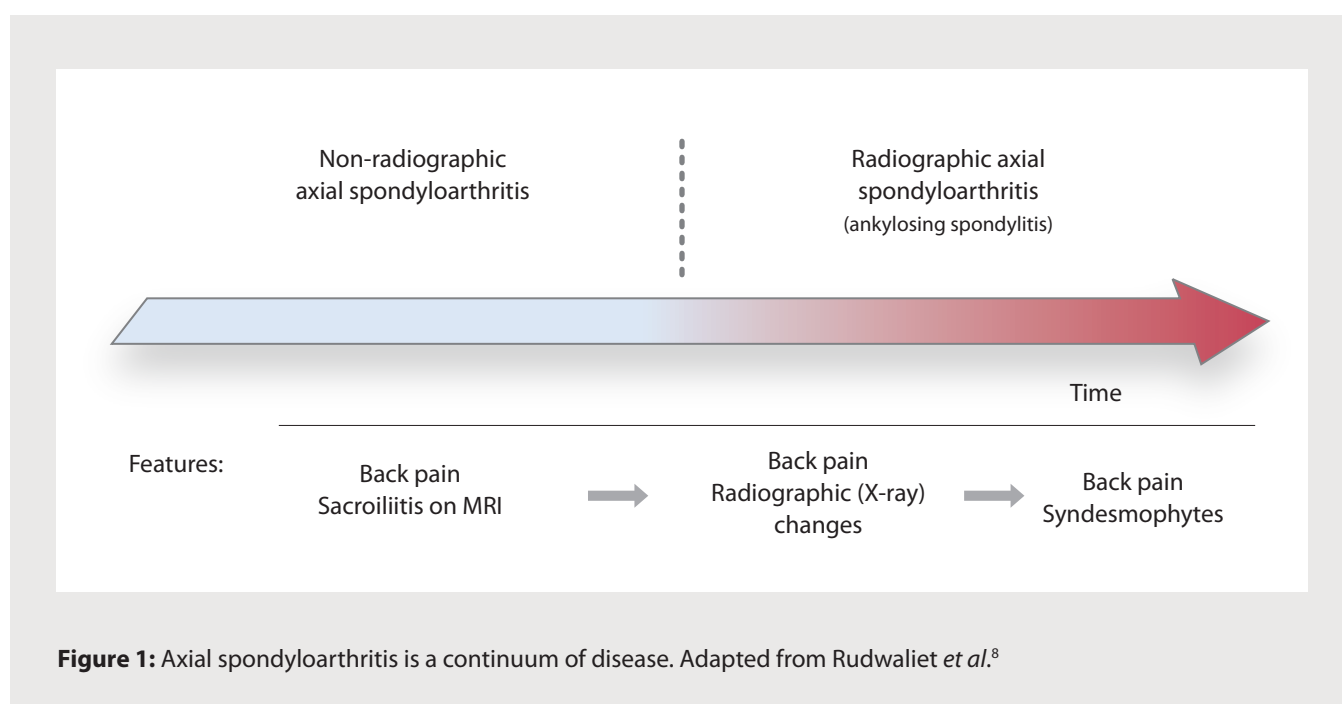 Non-radiographic
axial spondyloarthritis
Radiographic axial
spondyloarthritis
(ankylosing spondylitis)
Time
Features:
Back pain
Sacroiliitis on MRI
Back pain
Radiographic (X-ray)
changes
Back pain
Syndesmophytes
Figure 1: Axial spondyloarthritis is a continuum of disease. Adapted from Rudwaliet et al.⁸